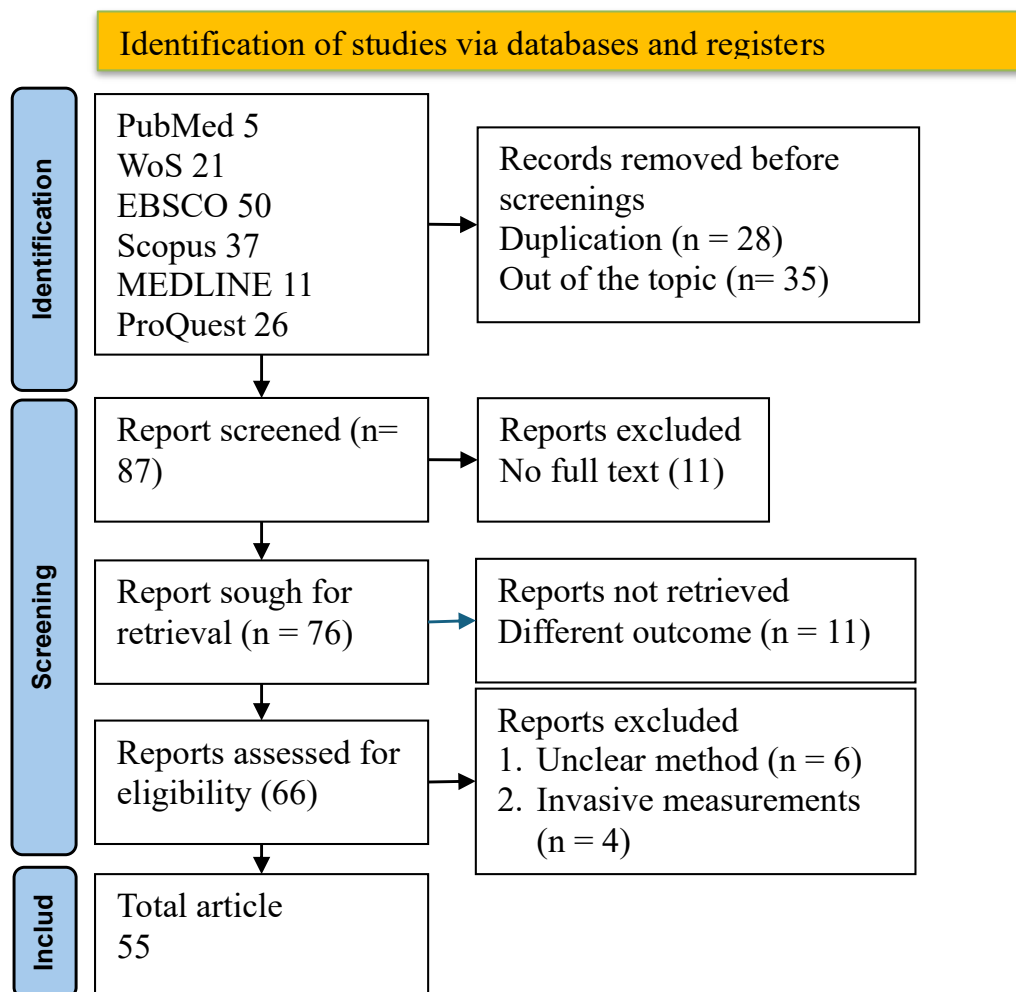 Identification of studies via databases and registers
Identification
PubMed 5
WoS 21
EBSCO 50
Scopus 37
MEDLINE 11
ProQuest 26
Records removed before
screenings
Duplication (n = 28)
Out of the topic (n= 35)
Screening
Report screened (n=
87)
Reports excluded
No full text (11)
Report sough for
retrieval (n = 76)
Reports not retrieved
Different outcome (n = 11)
Reports assessed for
eligibility (66)
Reports excluded
1. Unclear method (n = 6)
2. Invasive measurements
(n = 4)
Includ
Total article
55